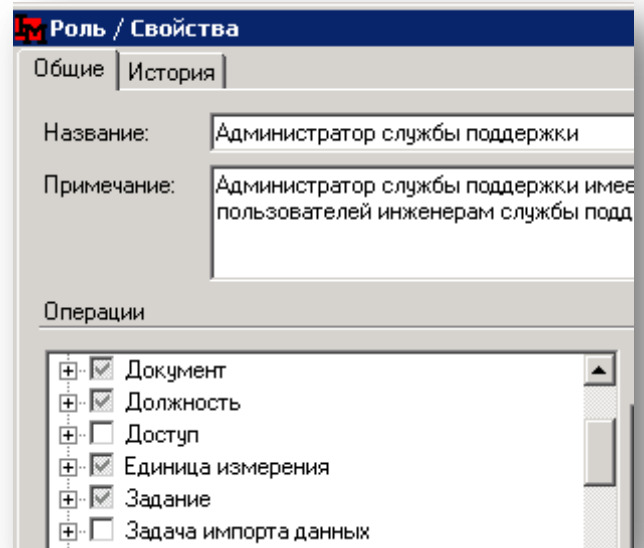 Роль / Свойства
Общие История
Название: Администратор службы поддержки
Примечание: Администратор службы поддержки имее
пользователей инженерам службы подд
Операции
Документ
Должность
Доступ
Единица измерения
Задание
Задача импорта данных